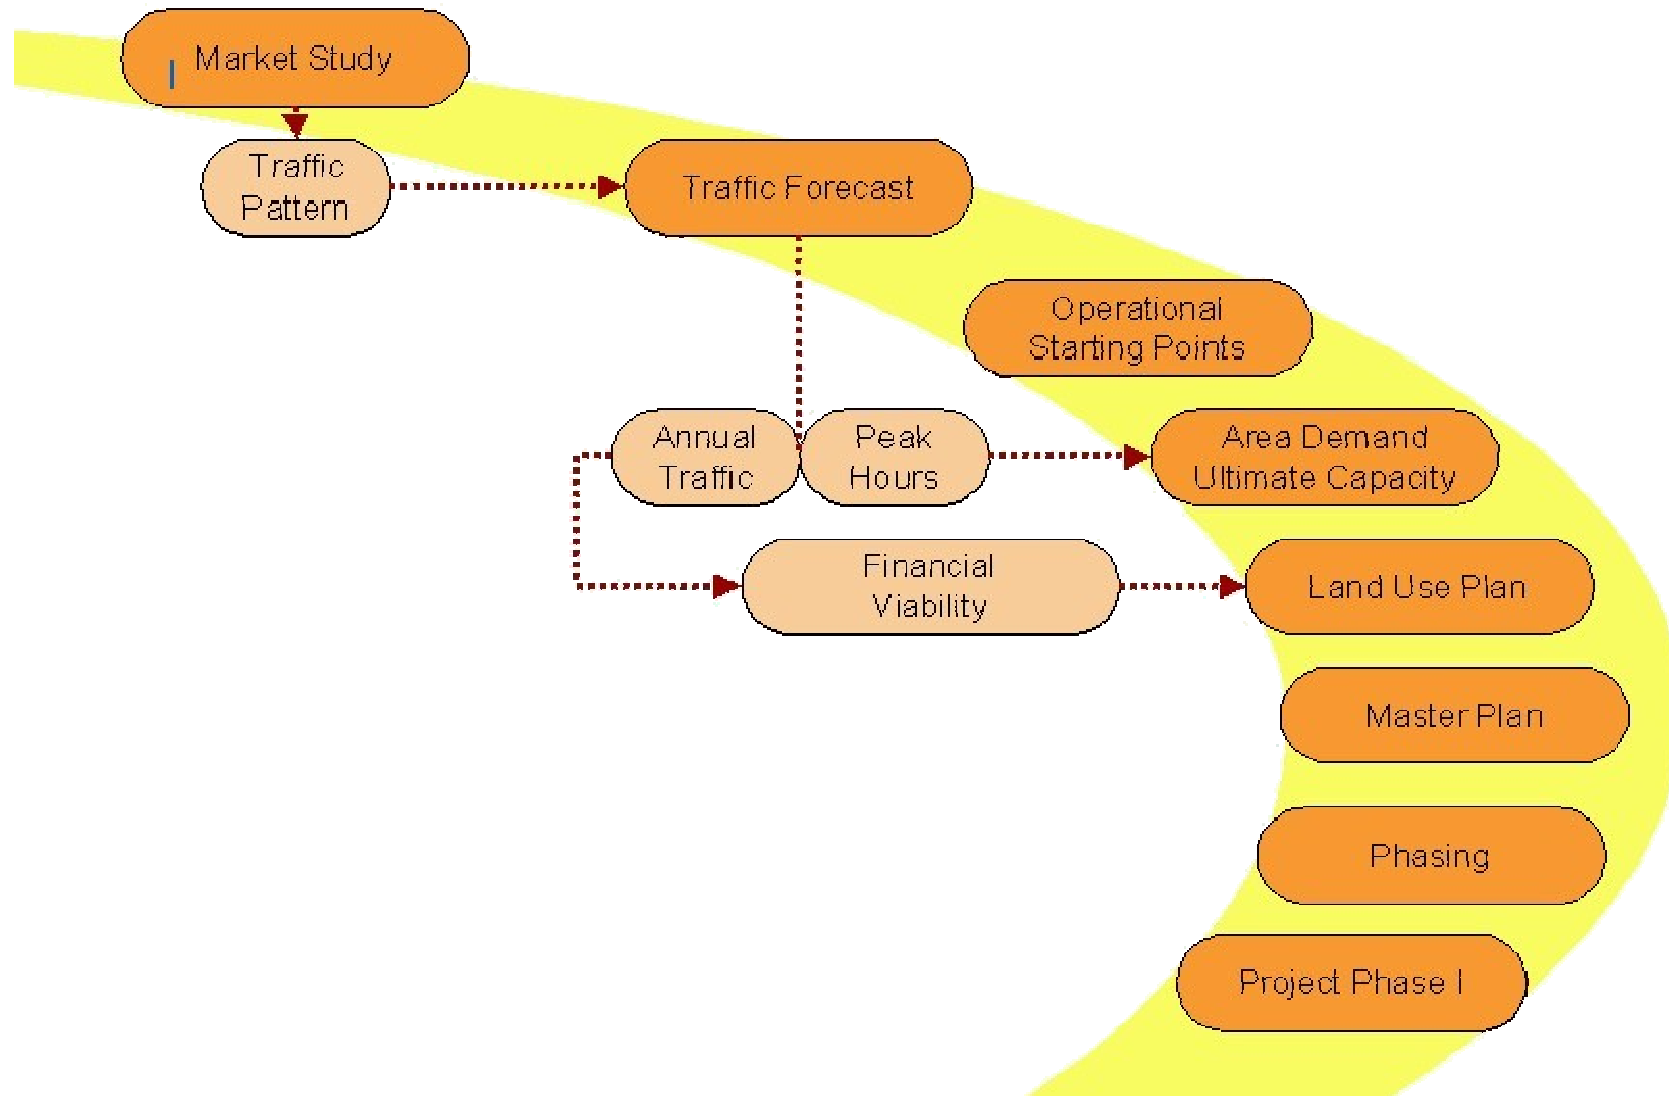 Market Study
Traffic
Pattern
Traffic Forecast
Operational
Starting Points
Annual
Traffic
Peak
Hours
Area Demand
Ultimate Capacity
Financial
Viability
Land Use Plan
Master Plan
Phasing
Project Phase I